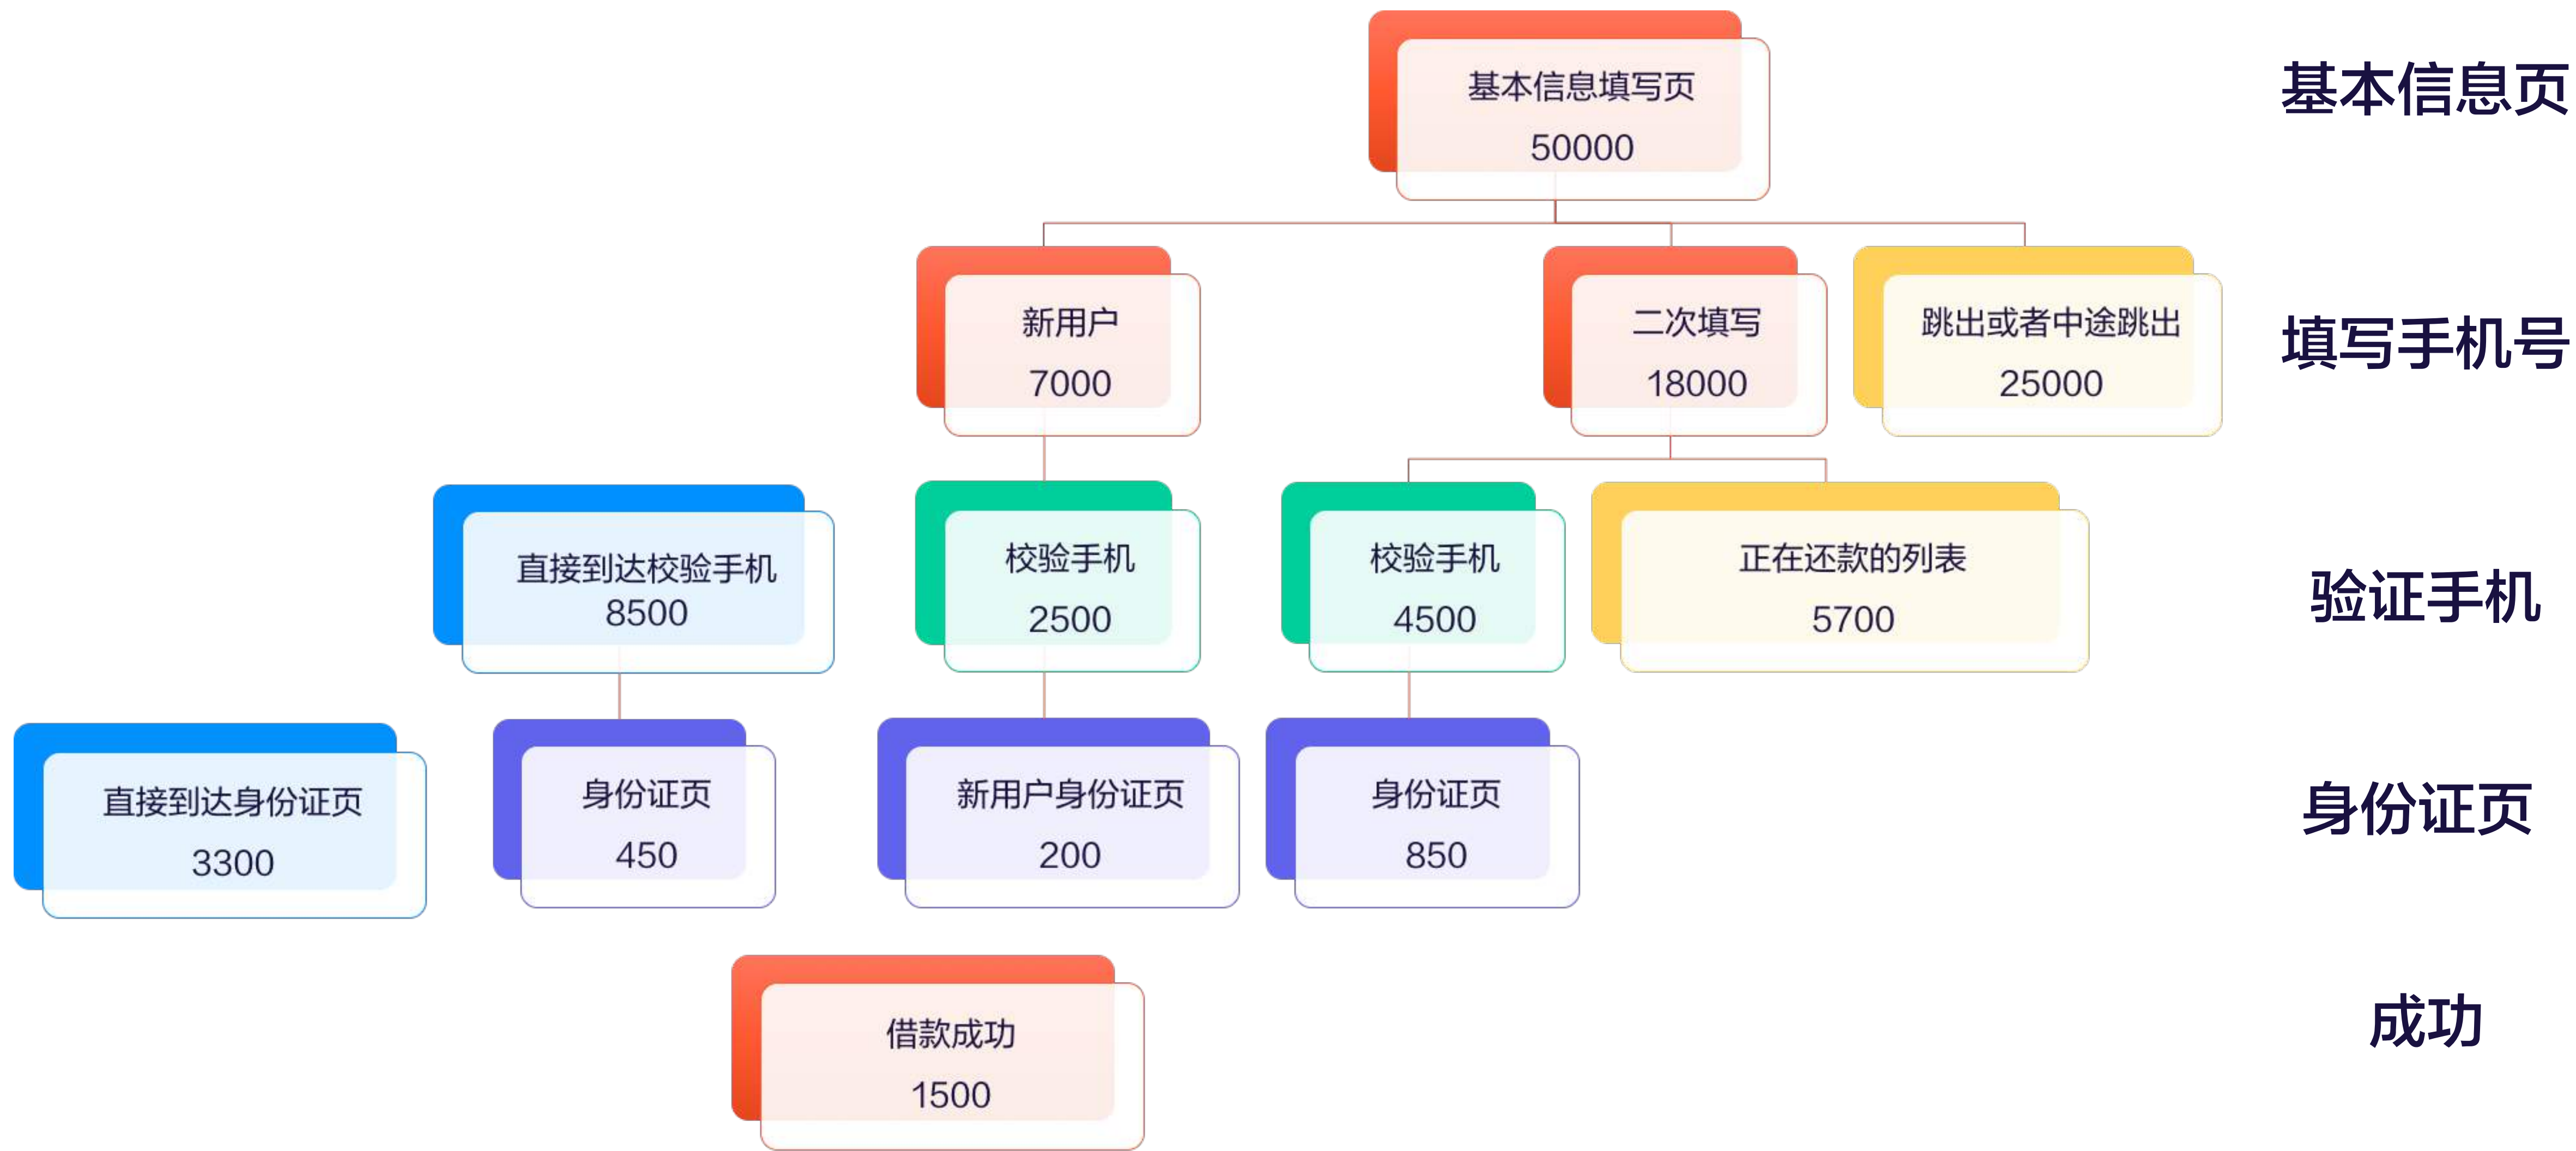 基本信息填写页
50000
基本信息页
新用户
7000
二次填写
18000
跳出或者中途跳出
25000
填写手机号
直接到达校验手机
8500
校验手机
2500
校验手机
4500
正在还款的列表
5700
验证手机
直接到达身份证页
3300
身份证页
450
新用户身份证页
200
身份证页
850
身份证页
借款成功
1500
成功